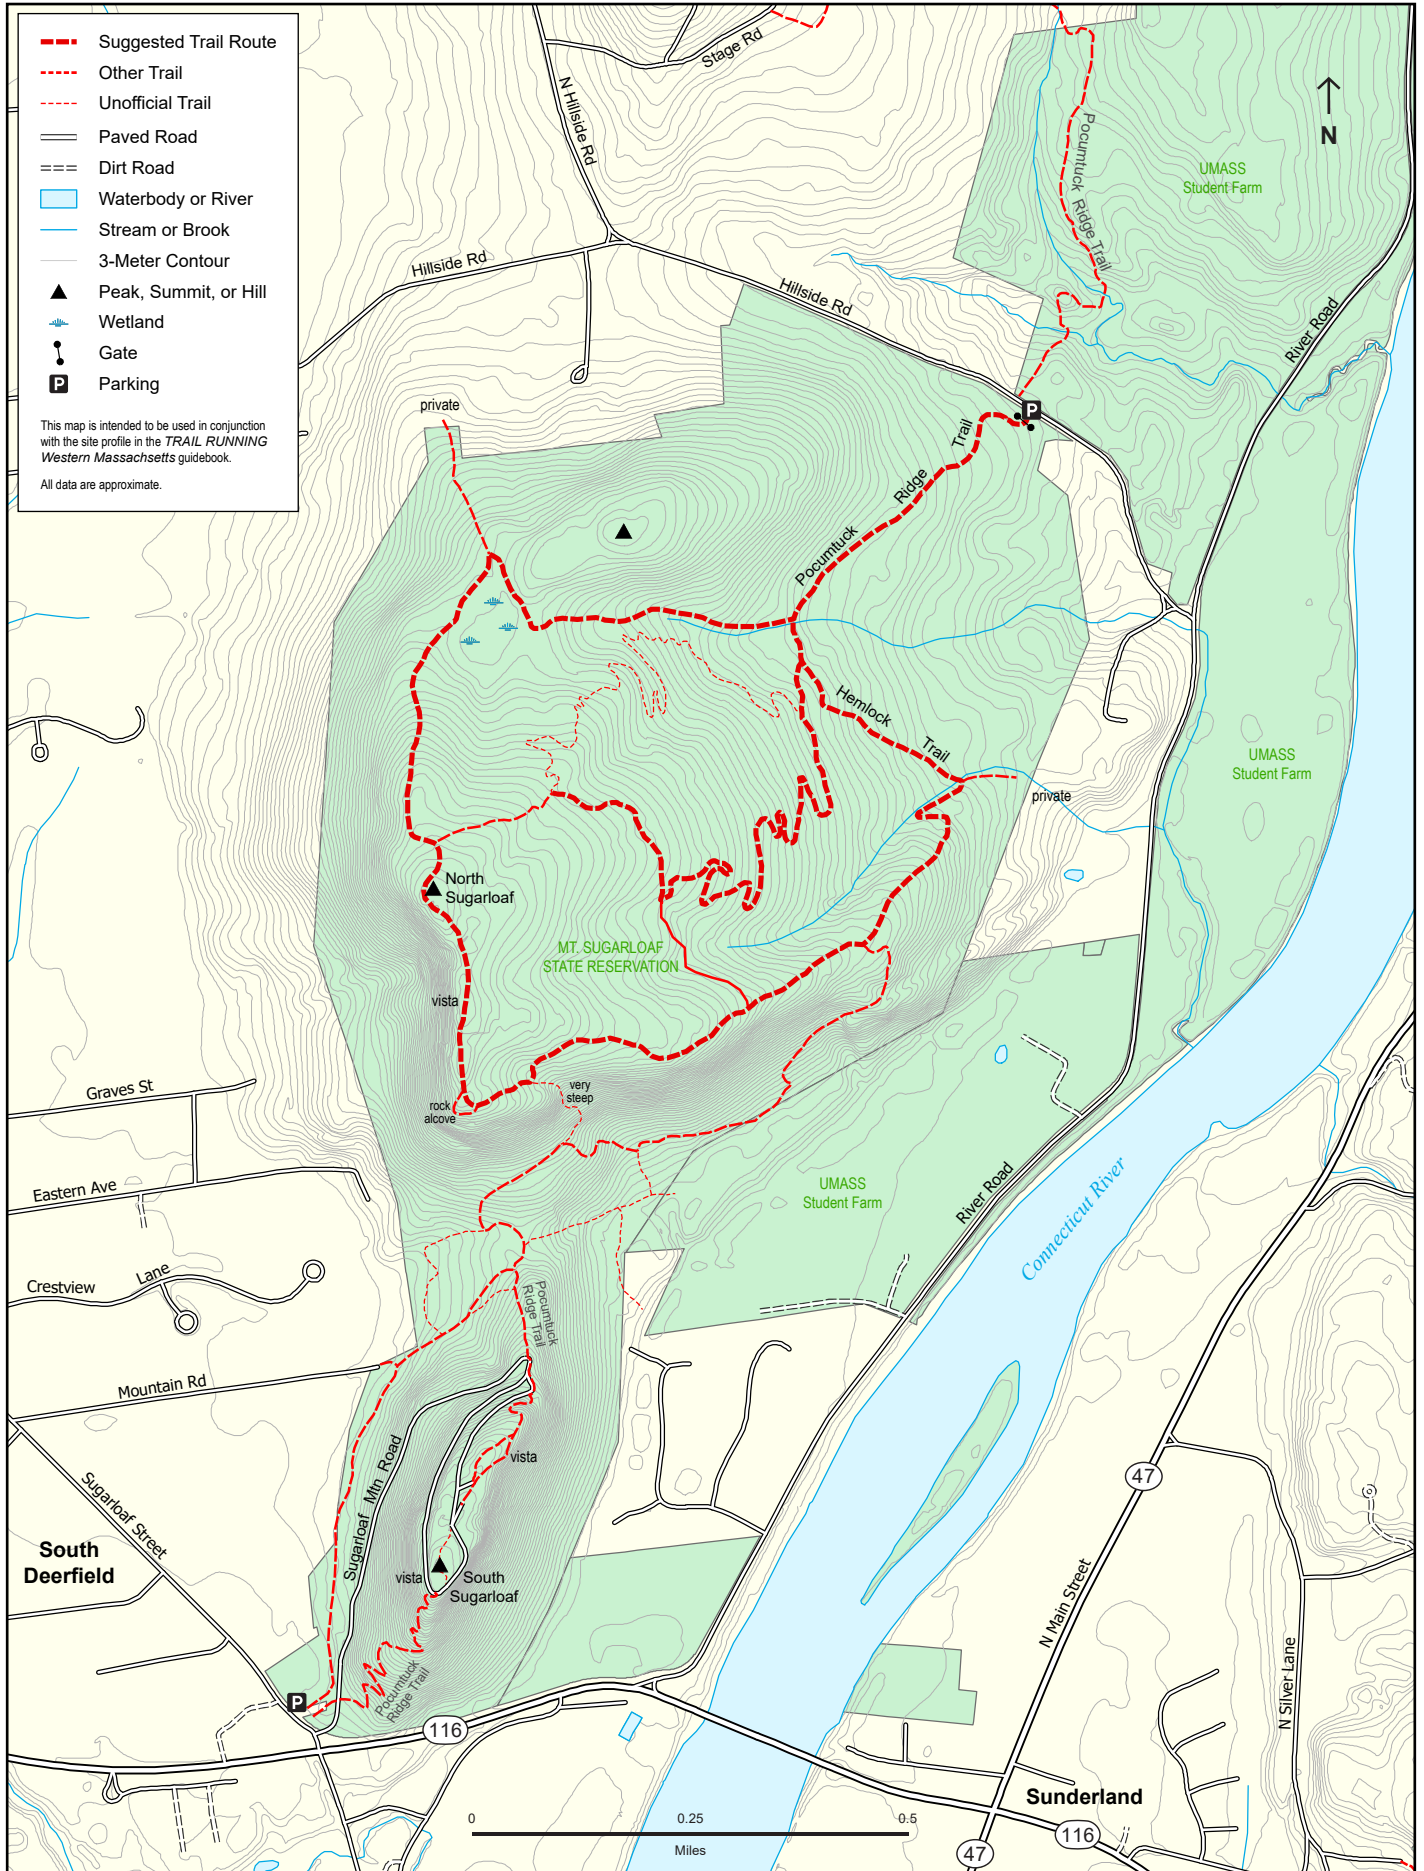 Suggested Trail Route
Other Trail
Unofficial Trail
Paved Road
Dirt Road
Waterbody or River
Stream or Brook
3-Meter Contour
Peak, Summit, or Hill
Wetland
Gate
P Parking
This map is intended to be used in conjunction
with the site profile in the TRAIL RUNNING
Western Massachsetts guidebook.
All data are approximate.
Stage Rd
N Hillside Rd
N
Pocumtuck Ridge Trail
UMASS
Student Farm
Hillside Rd
Hillside Rd
River Road
private
P
Pocumtuck Ridge Trail
Hemlock Trail
UMASS
Student Farm
private
North
Sugarloaf
MT. SUGARLOAF
STATE RESERVATION
vista
very
steep
rock
alcove
Graves St
Eastern Ave
UMASS
Student Farm
River Road
Connecticut River
Crestview Lane
Pocumtuck
Ridge Trail
Mountain Rd
Sugarloaf Mtn Road
vista
Sugarloaf Street
47
South
Deerfield
vista
South
Sugarloaf
N Main Street
N Silver Lane
Pocumtuck
Ridge Trail
P
116
Sunderland
0 0.25 0.5
Miles
116
47